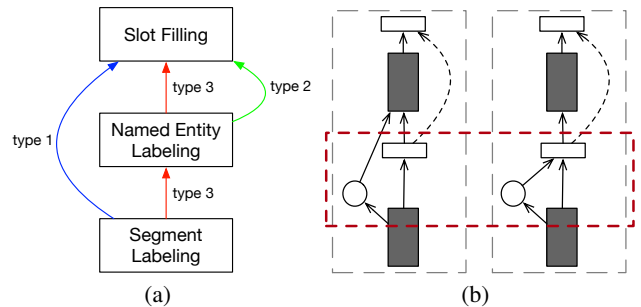 Slot Filling
type 3
type 2
type 1
Named Entity
Labeling
type 3
Segment
Labeling
(a)
(b)